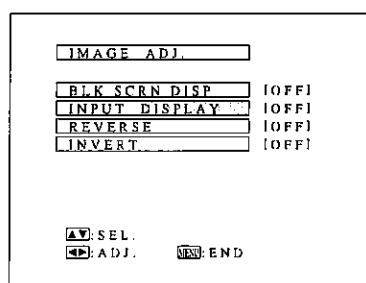 IMAGE ADJ.
BLK SCRN DISP [OFF]
INPUT DISPLAY [OFF]
REVERSE [OFF]
INVERT [OFF]
▲▼:SEL.
◀▶:ADJ. MENU:END